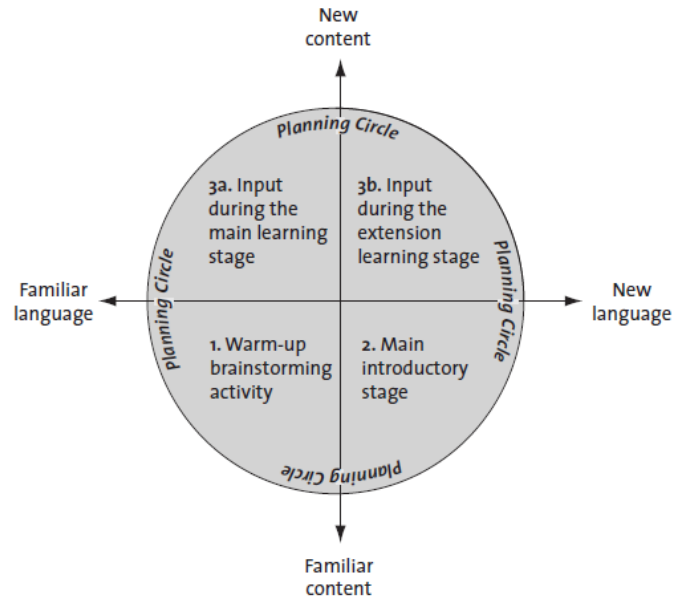 New
content
Planning Circle
3a. Input
during the
main learning
stage
3b. Input
during the
extension
learning stage
Planning Circle
Planning Circle
Familiar
language
New
language
1. Warm-up
brainstorming
activity
2. Main
introductory
stage
Planning Circle
Familiar
content